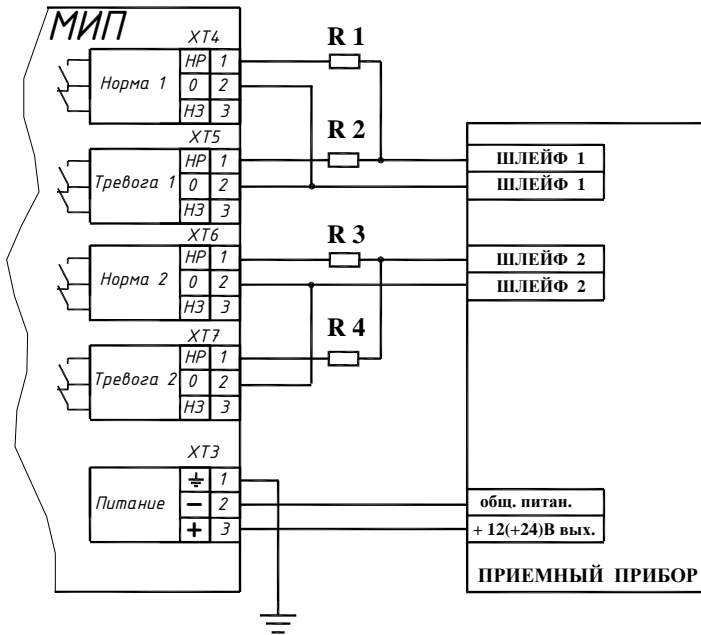 МИП
XT4
Норма 1
НР 1
0 2
НЗ 3
R 1
XT5
Тревога 1
НР 1
0 2
НЗ 3
R 2
ШЛЕЙФ 1
ШЛЕЙФ 1
XT6
Норма 2
НР 1
0 2
НЗ 3
R 3
ШЛЕЙФ 2
ШЛЕЙФ 2
XT7
Тревога 2
НР 1
0 2
НЗ 3
R 4
XT3
Питание
1
− 2
+ 3
общ. питан.
+ 12(+24)В вых.
ПРИЕМНЫЙ ПРИБОР